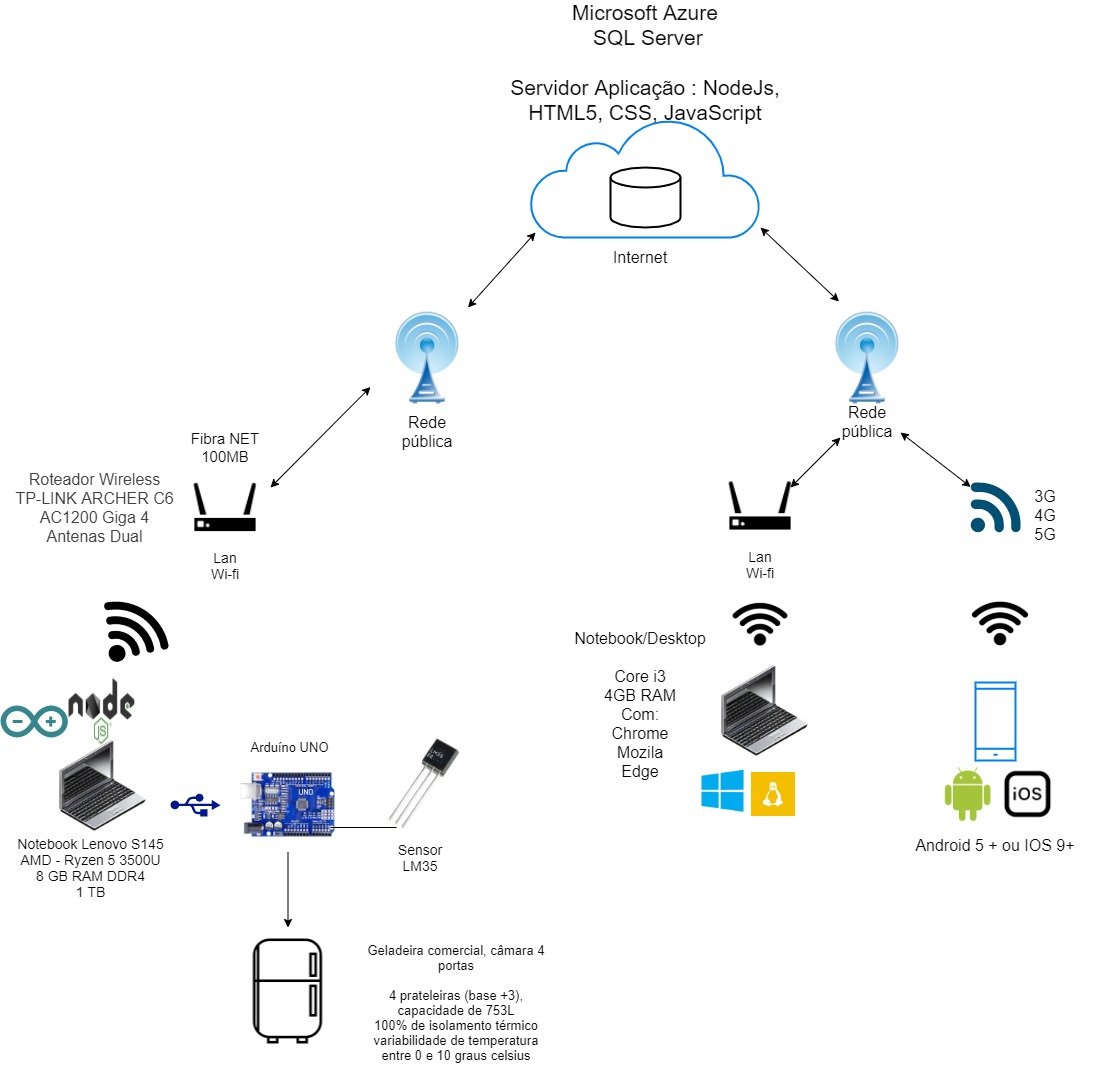 Microsoft Azure
SQL Server
Servidor Aplicação : NodeJs,
HTML5, CSS, JavaScript
Internet
Rede
pública
Rede
pública
Fibra NET
100MB
Roteador Wireless
TP-LINK ARCHER C6
AC1200 Giga 4
Antenas Dual
Lan
Wi-fi
Lan
Wi-fi
3G
4G
5G
node
JS
Notebook Lenovo S145
AMD - Ryzen 5 3500U
8 GB RAM DDR4
1 TB
Arduíno UNO
UNO
LM35
Sensor
LM35
Geladeira comercial, câmara 4
portas
4 prateleiras (base +3),
capacidade de 753L
100% de isolamento térmico
variabilidade de temperatura
entre 0 e 10 graus celsius
Notebook/Desktop
Core i3
4GB RAM
Com:
Chrome
Mozila
Edge
iOS
Android 5 + ou IOS 9+